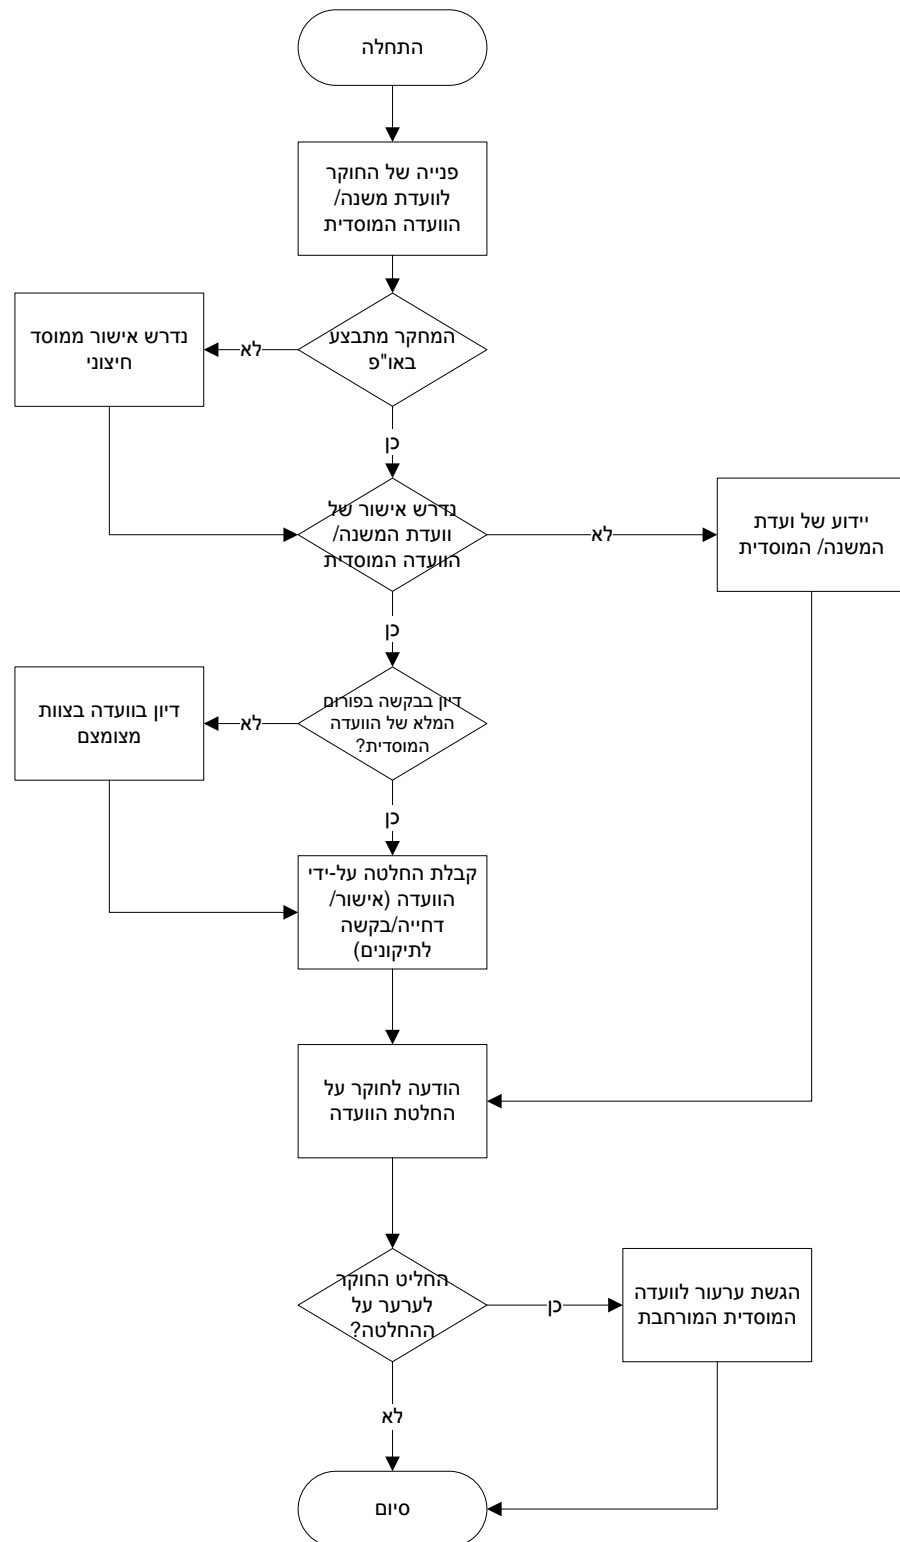 התחלה
פנייה של החוקר
לוועדת משנה/
הוועדה המוסדית
המחקר מתבצע
באו"פ
לא
נדרש אישור ממוסד
חיצוני
כן
נדרש אישור של
וועדת המשנה/
הוועדה המוסדית
לא
יידוע של ועדת
המשנה/ המוסדית
כן
דיון בבקשה בפורום
המלא של הוועדה
המוסדית?
לא
דיון בוועדה בצוות
מצומצם
כן
קבלת החלטה על-ידי
הוועדה (אישור/
דחייה/בקשה
לתיקונים)
הודעה לחוקר על
החלטת הוועדה
החליט החוקר
לערער על
ההחלטה?
כן
הגשת ערעור לוועדה
המוסדית המורחבת
לא
סיום